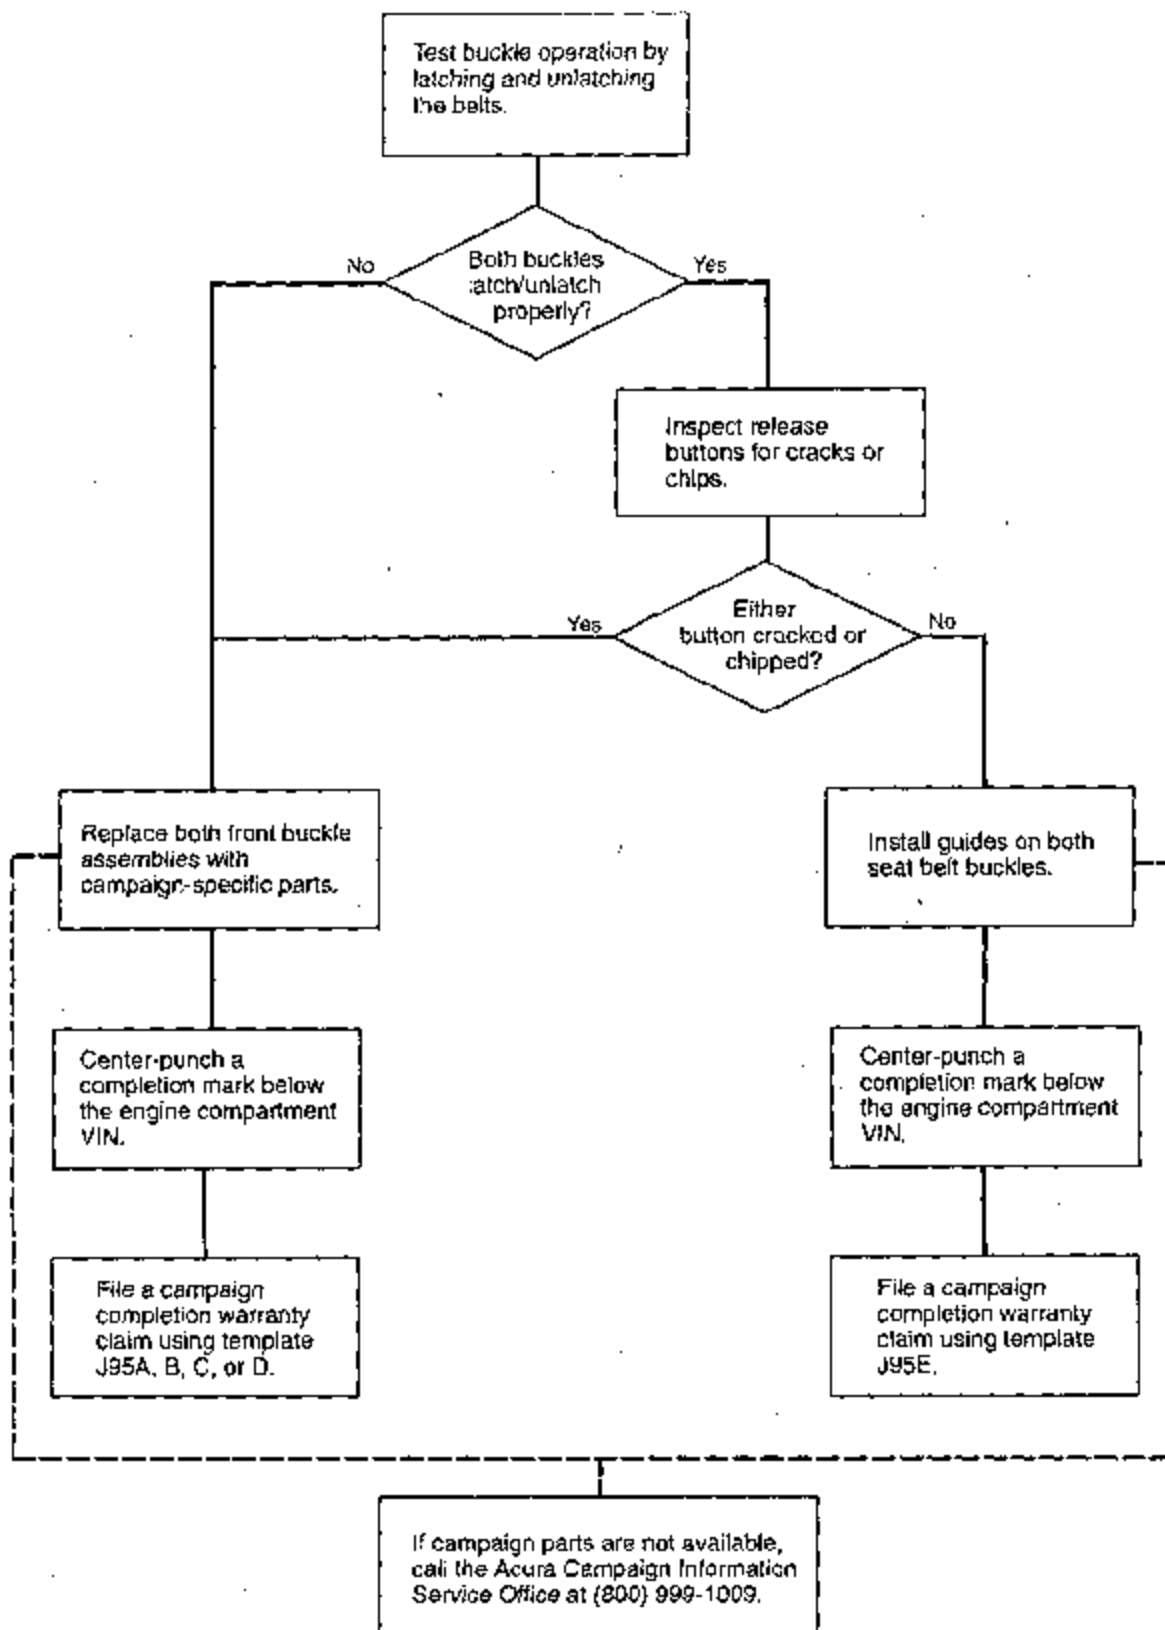 Test buckle operation by
latching and unlatching
the belts.
No
Both buckles
latch/unlatch
properly?
Yes
Inspect release
buttons for cracks or
chips.
Yes
Either
button cracked or
chipped?
No
Replace both front buckle
assemblies with
campaign-specific parts.
Install guides on both
seat belt buckles.
Center-punch a
completion mark below
the engine compartment
VIN.
Center-punch a
completion mark below
the engine compartment
VIN.
File a campaign
completion warranty
claim using template
J95A, B, C, or D.
File a campaign
completion warranty
claim using template
J95E.
If campaign parts are not available,
call the Acura Campaign Information
Service Office at (800) 999-1009.